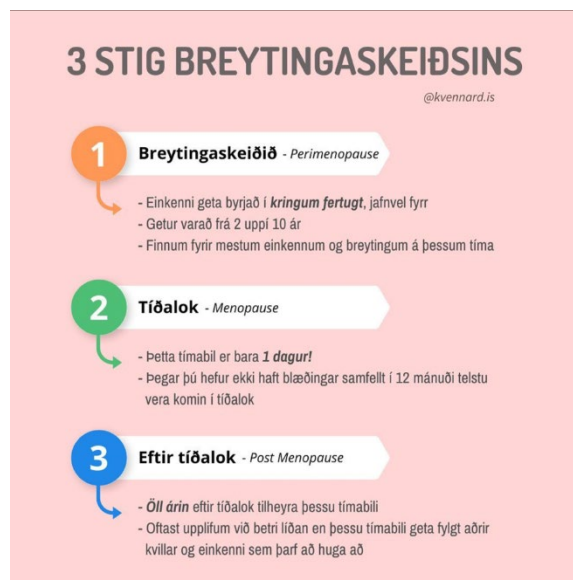 3 STIG BREYTINGASKEIÐSINS
@kvennard.is
1 Breytingaskeiðið - Perimenopause
- Einkenni geta byrjað í kringum fertugt, jafnvel fyrr
- Getur varað frá 2 uppí 10 ár
- Finnum fyrir mestum einkennum og breytingum á þessum tíma
2 Tíðalok - Menopause
- Þetta tímabil er bara 1 dagur!
- Þegar þú hefur ekki haft blæðingar samfellt í 12 mánuði telstu
vera komin í tíðalok
3 Eftir tíðalok - Post Menopause
- Öll árin eftir tíðalok tilheyra þessu tímabili
- Oftast upplifum við betri líðan en þessu tímabili geta fylgt aðrir
kvillar og einkenni sem þarf að huga að